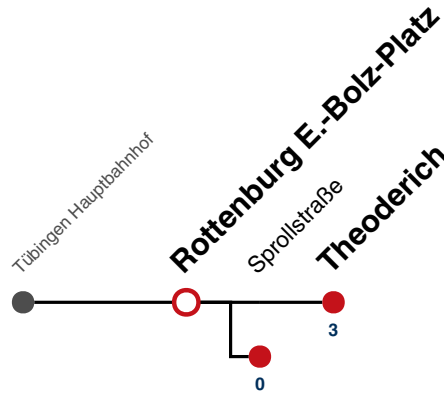 Tübingen Hauptbahnhof
Rottenburg E.-Bolz-Platz
Sprollstraße
Theoderich
3
0